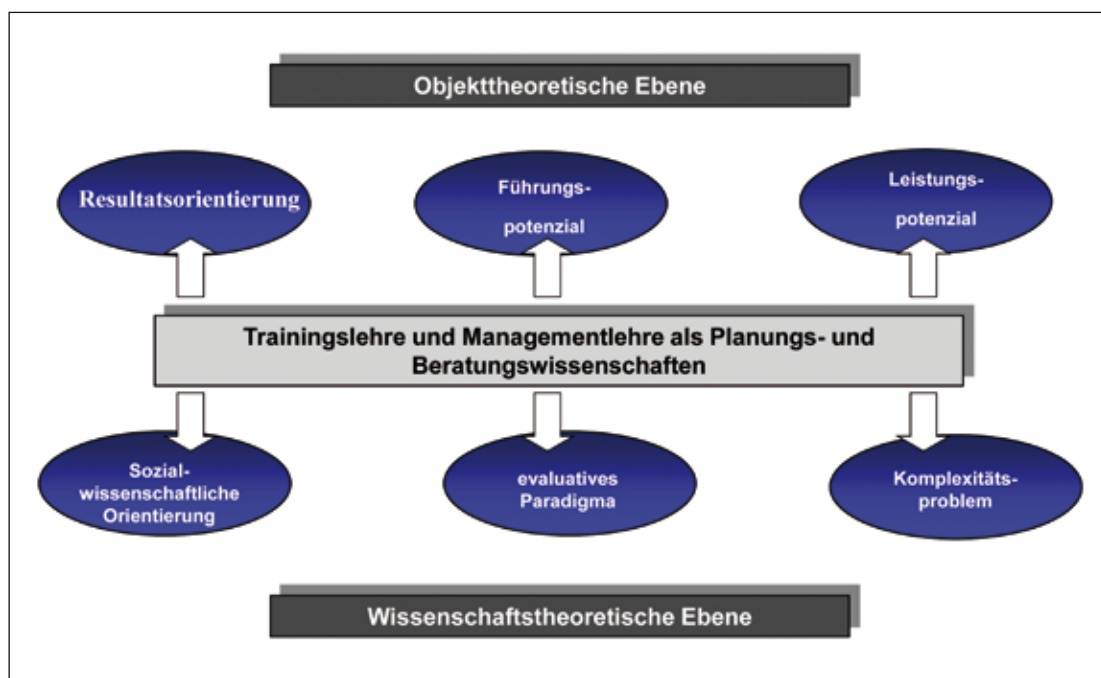 Objekttheoretische Ebene
Resultatsorientierung
Führungs-
potenzial
Leistungs-
potenzial
Trainingslehre und Managementlehre als Planungs- und
Beratungswissenschaften
Sozial-
wissenschaftliche
Orientierung
evaluatives
Paradigma
Komplexitäts-
problem
Wissenschaftstheoretische Ebene